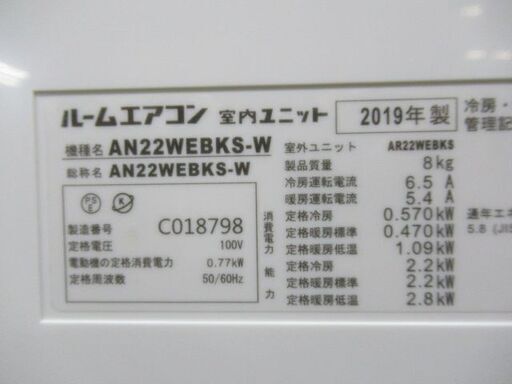 ルームエアコン 室内ユニット 2019年 製
機種名 AN22WEBKS-W
総称名 AN22WEBKS-W
PS E
製造番号 C018798
定格電圧 100V
電動機の定格消費電力 0.77kW
定格周波数 50/60Hz
室外ユニット AR22WEBKS
製品質量 8kg
冷房運転電流 6.5 A
暖房運転電流 5.4 A
消費電力
定格冷房 0.570kW
定格暖房標準 0.470kW
定格暖房低温 1.09kW
能力
定格冷房 2.2kW
定格暖房標準 2.2kW
定格暖房低温 2.8kW
冷房・
管理記
通年エネ
5.8 (JIS